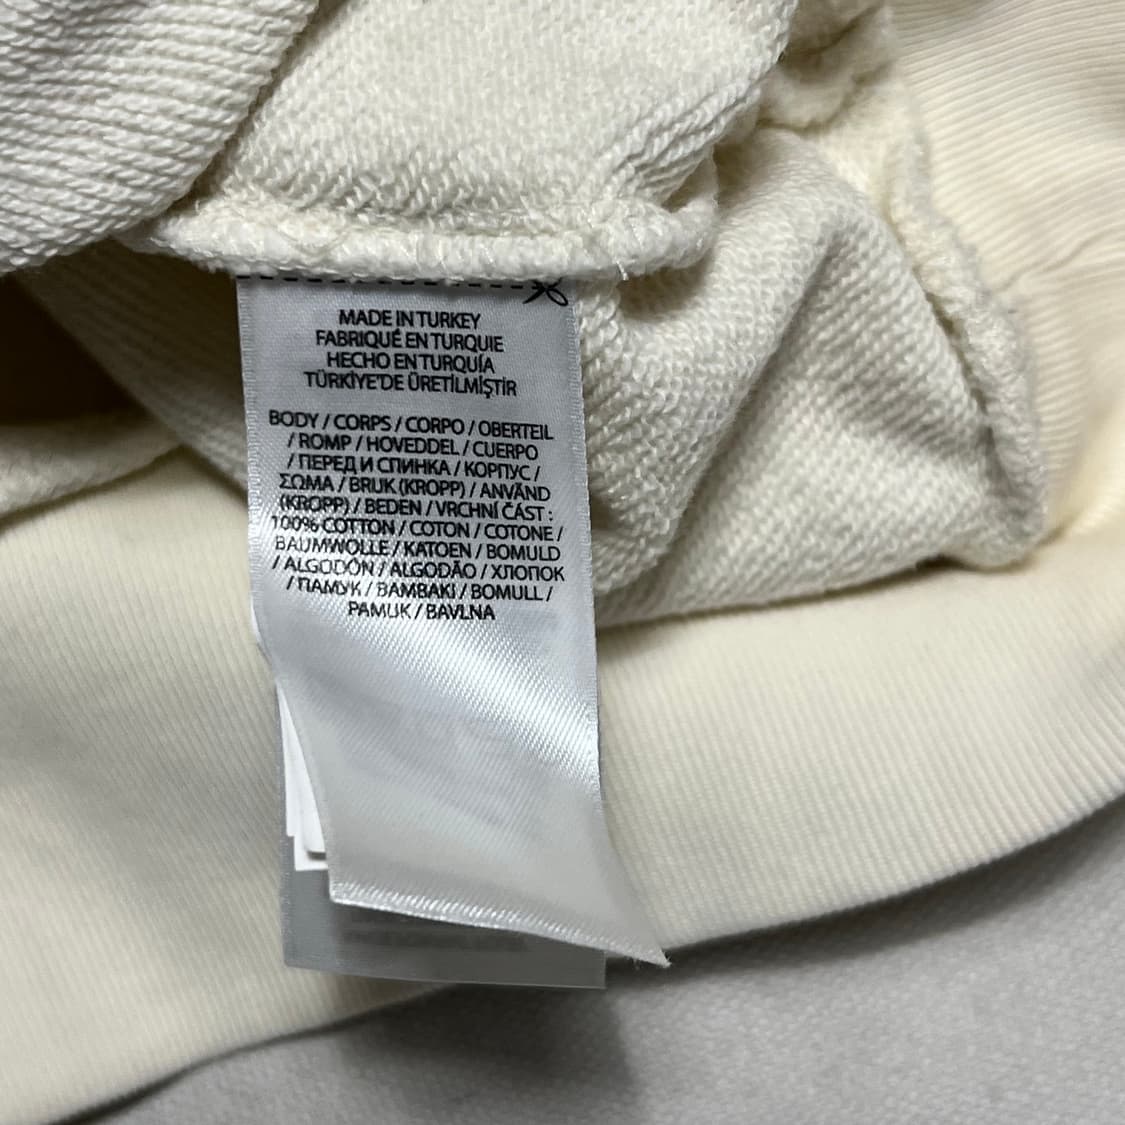 MADE IN TURKEY
FABRIQUÉ EN TURQUIE
HECHO EN TURQUÍA
TÜRKİYE'DE ÜRETİLMİŞTİR
BODY / CORPS / CORPO / OBERTEIL
/ ROMP / HOVEDDEL / CUERPO
/ ПЕРЕД И СПИНКА / КОРПУС /
ΣΩΜΑ / BRUK (KROPP) / ANVÄND
(KROPP) / BEDEN / VRCHNÍ ČÁST :
100% COTTON / COTON / COTONE /
BAUMWOLLE / KATOEN / BOMULD
/ ALGODÓN / ALGODÃO / ХЛОПОК
/ ПАМУК / ΒΑΜΒΑΚΙ / BOMULL /
PAMUK / BAVLNA